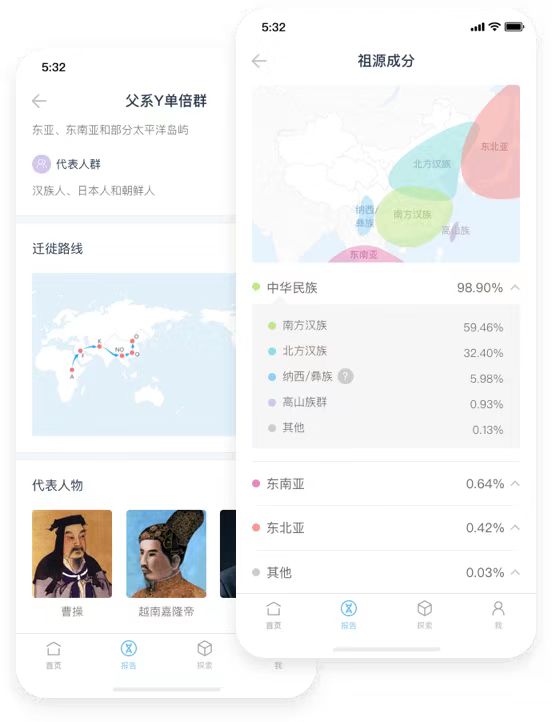 5:32
父系Y单倍群
东亚、东南亚和部分太平洋岛屿
代表人群
汉族人、日本人和朝鲜人
迁徙路线
A
F
K
NO
O
O
代表人物
曹操
越南嘉隆帝
首页
报告
探索
我
5:32
祖源成分
东北亚
北方汉族
纳西/
彝族
南方汉族
高山族
东南亚
中华民族 98.90%
南方汉族 59.46%
北方汉族 32.40%
纳西/彝族 ? 5.98%
高山族群 0.93%
其他 0.13%
东南亚 0.64%
东北亚 0.42%
其他 0.03%
首页
报告
探索
我